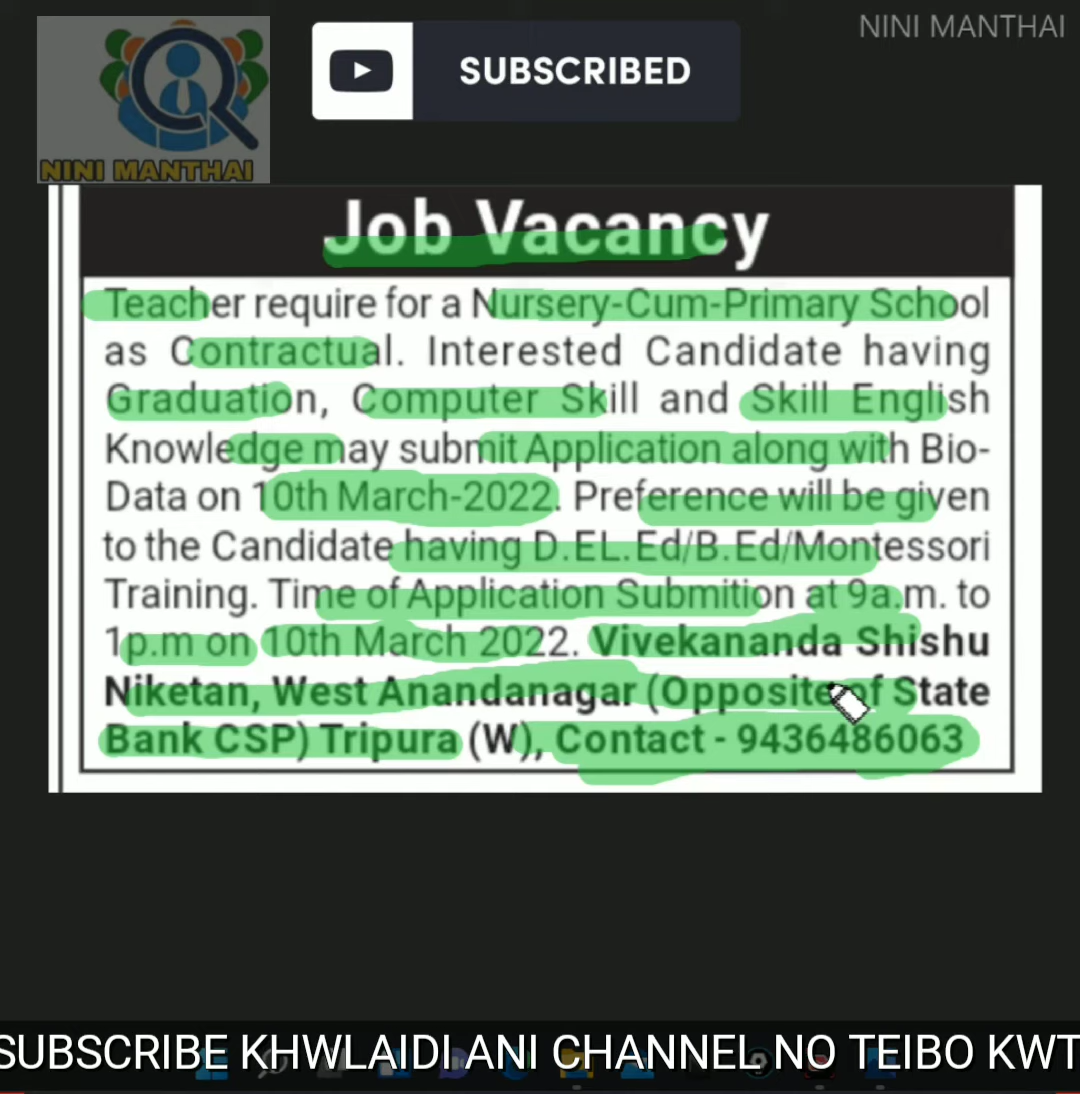 NINI MANTHAI
SUBSCRIBED
NINI MANTHAI
Job Vacancy
Teacher require for a Nursery-Cum-Primary School
as Contractual. Interested Candidate having
Graduation, Computer Skill and Skill English
Knowledge may submit Application along with Bio-
Data on 10th March-2022. Preference will be given
to the Candidate having D.EL.Ed/B.Ed/Montessori
Training. Time of Application Submition at 9a.m. to
1p.m on 10th March 2022. Vivekananda Shishu
Niketan, West Anandanagar (Opposite of State
Bank CSP) Tripura (W), Contact - 9436486063
SUBSCRIBE KHWLAIDI ANI CHANNEL NO TEIBO KWT